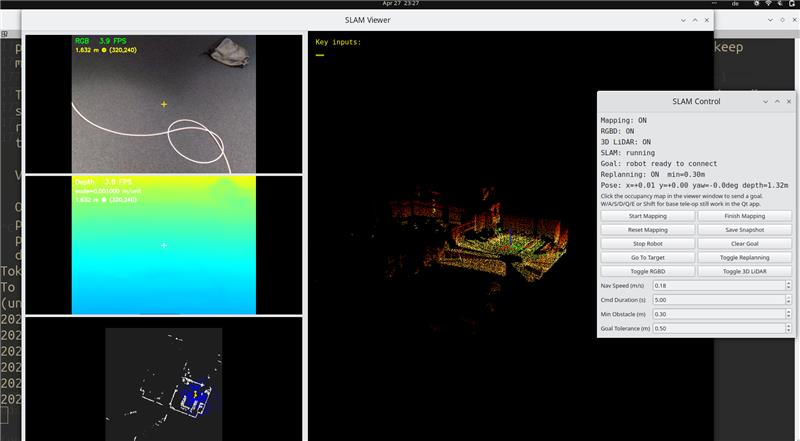 Apr 27 23:27
de
SLAM Viewer
RGB 3.9 FPS
1.632 m @ (320,240)
Depth 3.9 FPS
scale=0.001000 m/unit
1.632 m @ (320,240)
Key inputs:
keep
SLAM Control
Mapping: ON
RGBD: ON
3D LiDAR: ON
SLAM: running
Goal: robot ready to connect
Replanning: ON min=0.30m
Pose: x=+0.01 y=+0.00 yaw=-0.0deg depth=1.32m
Click the occupancy map in the viewer window to send a goal.
W/A/S/D/Q/E or Shift for base tele-op still work in the Qt app.
Start Mapping
Finish Mapping
Reset Mapping
Save Snapshot
Stop Robot
Clear Goal
Go To Target
Toggle Replanning
Toggle RGBD
Toggle 3D LiDAR
Nav Speed (m/s)
0.18
Cmd Duration (s)
5.00
Min Obstacle (m)
0.30
Goal Tolerance (m)
0.50
Tok
To
(un
202
202
202
202
202
202